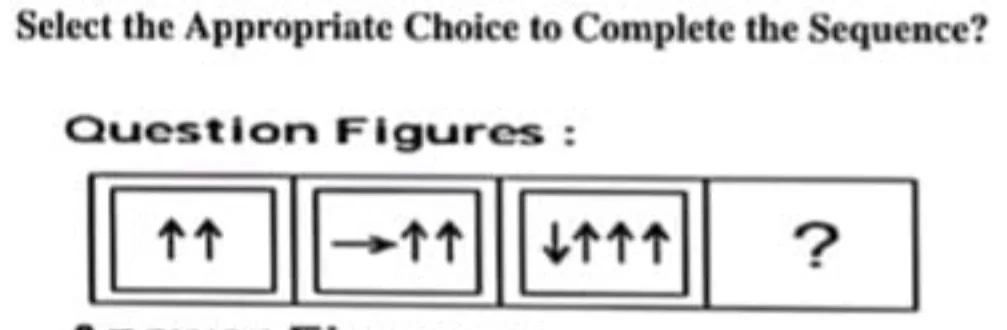 Select the Appropriate Choice to Complete the Sequence?
Question Figures :
?